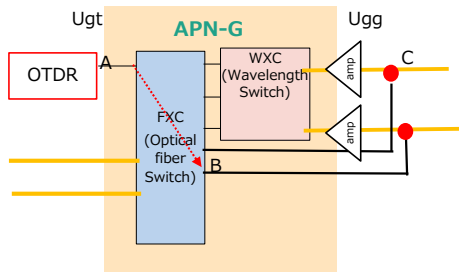 Ugt
APN-G
Ugg
OTDR
A
WXC
(Wavelength
Switch)
amp
C
FXC
(Optical
fiber
Switch)
amp
B